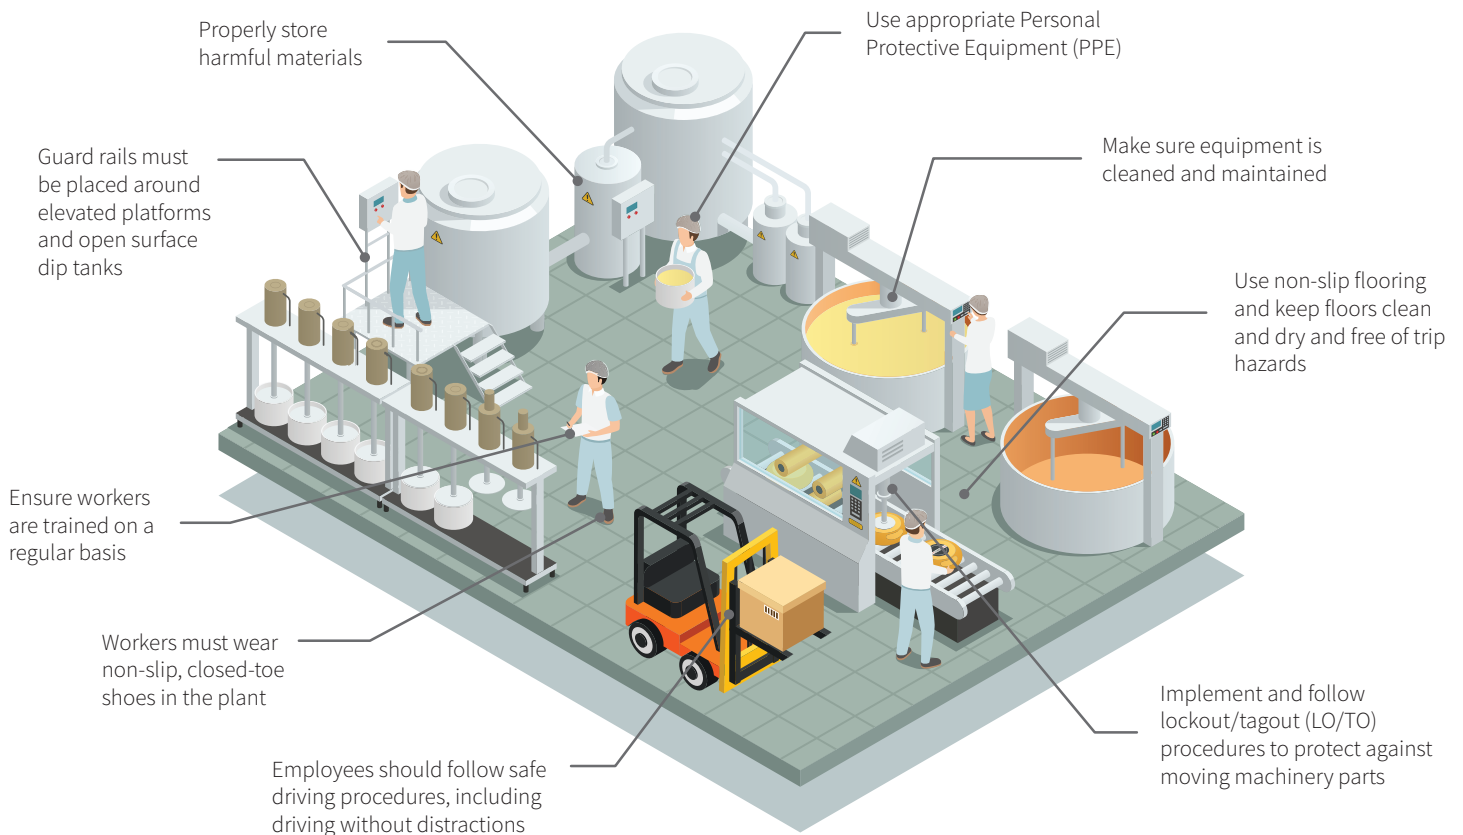 Properly store
harmful materials
Use appropriate Personal
Protective Equipment (PPE)
Guard rails must
be placed around
elevated platforms
and open surface
dip tanks
Make sure equipment is
cleaned and maintained
Use non-slip flooring
and keep floors clean
and dry and free of trip
hazards
Ensure workers
are trained on a
regular basis
Workers must wear
non-slip, closed-toe
shoes in the plant
Implement and follow
lockout/tagout (LO/TO)
procedures to protect against
moving machinery parts
Employees should follow safe
driving procedures, including
driving without distractions